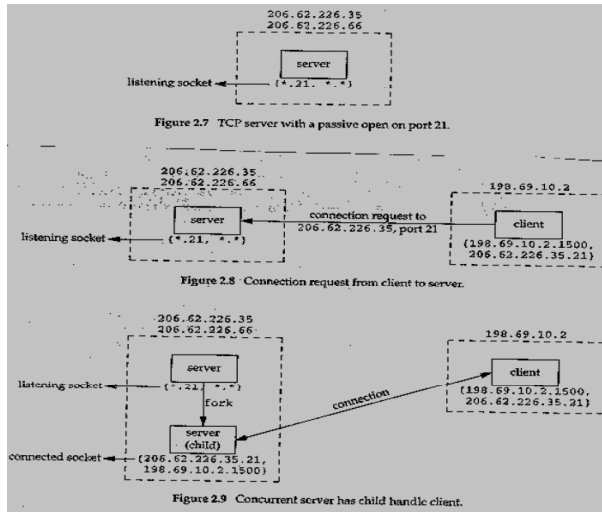 206.62.226.35
206.62.226.66
server
listening socket
{*.21, *.*}
Figure 2.7 TCP server with a passive open on port 21.
206.62.226.35
206.62.226.66
198.69.10.2
server
connection request to
206.62.226.35, port 21
client
listening socket
{*.21, *.*}
{198.69.10.2.1500,
206.62.226.35.21}
Figure 2.8 Connection request from client to server.
206.62.226.35
206.62.226.66
198.69.10.2
server
client
listening socket
{*.21, *.*}
{198.69.10.2.1500,
206.62.226.35.21}
fork
connection
server
(child)
connected socket
{206.62.226.35.21,
198.69.10.2.1500}
Figure 2.9 Concurrent server has child handle client.